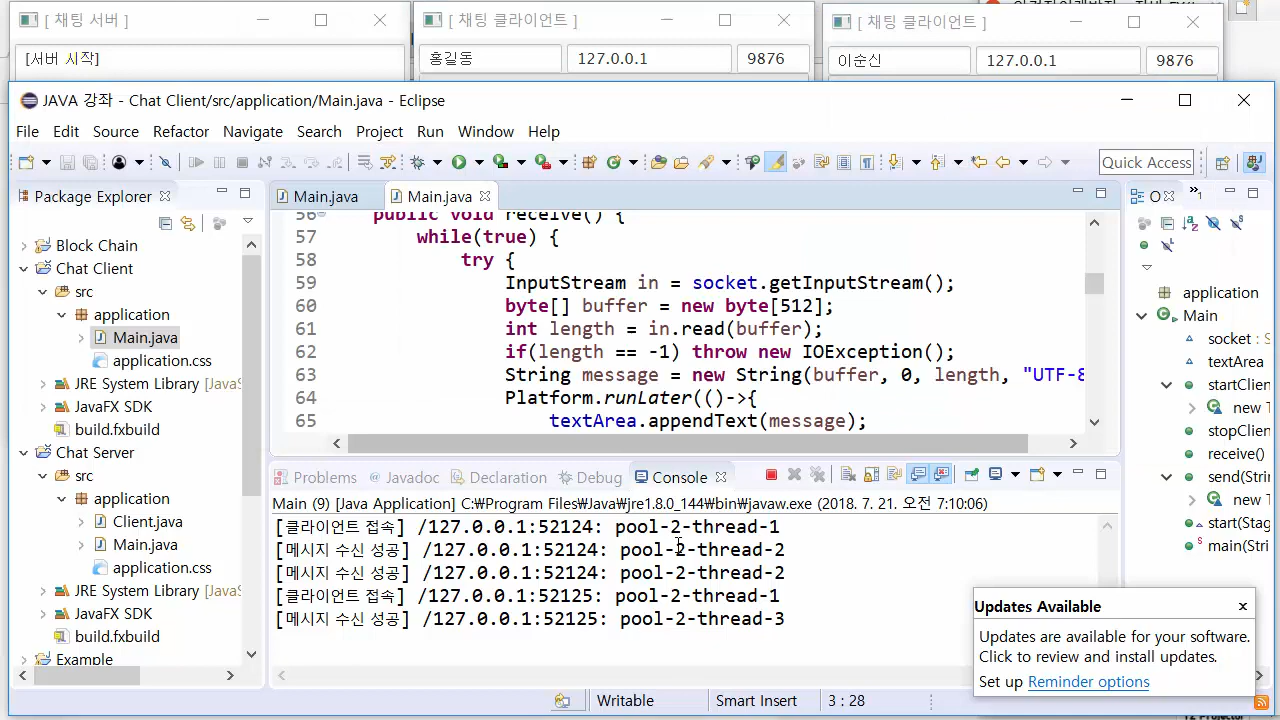 [ 채팅 서버 ]
[ 채팅 클라이언트 ]
[ 채팅 클라이언트 ]
[서버 시작]
홍길동
127.0.0.1
9876
이순신
127.0.0.1
9876
JAVA 강좌 - Chat Client/src/application/Main.java - Eclipse
File Edit Source Refactoring Navigate Search Project Run Window Help
Quick Access
Package Explorer
Block Chain
Chat Client
src
application
Main.java
application.css
JRE System Library [JavaS
JavaFX SDK
build.fxbuild
Chat Server
src
application
Client.java
Main.java
application.css
JRE System Library [JavaS
JavaFX SDK
build.fxbuild
Example
Main.java
Main.java
56 public void receive() {
57 while(true) {
58 try {
59 InputStream in = socket.getInputStream();
60 byte[] buffer = new byte[512];
61 int length = in.read(buffer);
62 if(length == -1) throw new IOException();
63 String message = new String(buffer, 0, length, "UTF-8
64 Platform.runLater(()->{
65 textArea.appendText(message);
O
application
Main
socket : S
textArea
startClien
new T
stopClien
receive()
send(Strin
new T
start(Stag
main(Stri
Problems
Javadoc
Declaration
Debug
Console
Main (9) [Java Application] C:₩Program Files₩Java₩jre1.8.0_144₩bin₩javaw.exe (2018. 7. 21. 오전 7:10:06)
[클라이언트 접속] /127.0.0.1:52124: pool-2-thread-1
[메시지 수신 성공] /127.0.0.1:52124: pool-2-thread-2
[메시지 수신 성공] /127.0.0.1:52124: pool-2-thread-2
[클라이언트 접속] /127.0.0.1:52125: pool-2-thread-1
[메시지 수신 성공] /127.0.0.1:52125: pool-2-thread-3
Updates Available
Updates are available for your software.
Click to review and install updates.
Set up Reminder options
Writable
Smart Insert
3 : 28